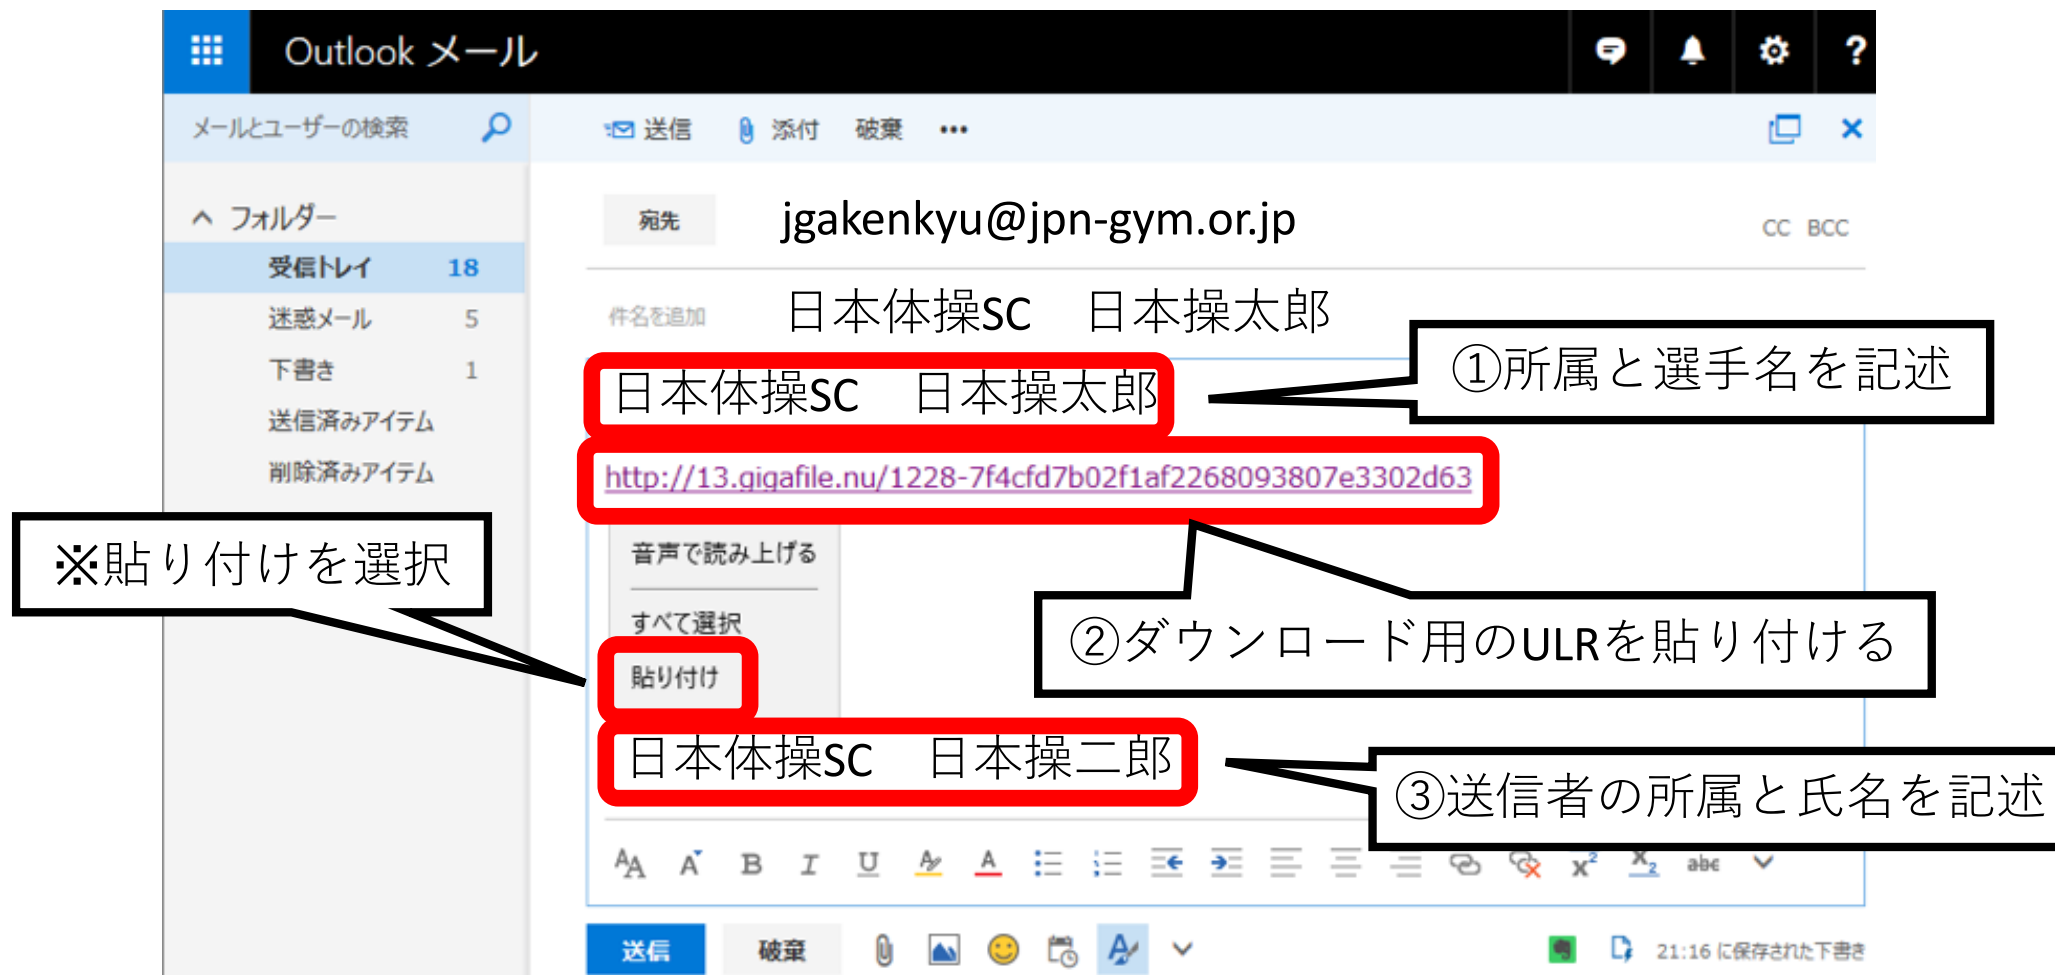 Outlook メール
?
メールとユーザーの検索
送信 添付 破棄 •••
フォルダー
受信トレイ 18
迷惑メール 5
下書き 1
送信済みアイテム
削除済みアイテム
宛先 jgakenkyu@jpn-gym.or.jp
CC BCC
件名を追加 日本体操SC 日本操太郎
日本体操SC 日本操太郎
①所属と選手名を記述
http://13.gigafile.nu/1228-7f4cfd7b02f1af2268093807e3302d63
※貼り付けを選択
音声で読み上げる
すべて選択
貼り付け
②ダウンロード用のULRを貼り付ける
日本体操SC 日本操二郎
③送信者の所属と氏名を記述
AA A B I U A A x² x₂ abc
送信 破棄
21:16 に保存された下書き